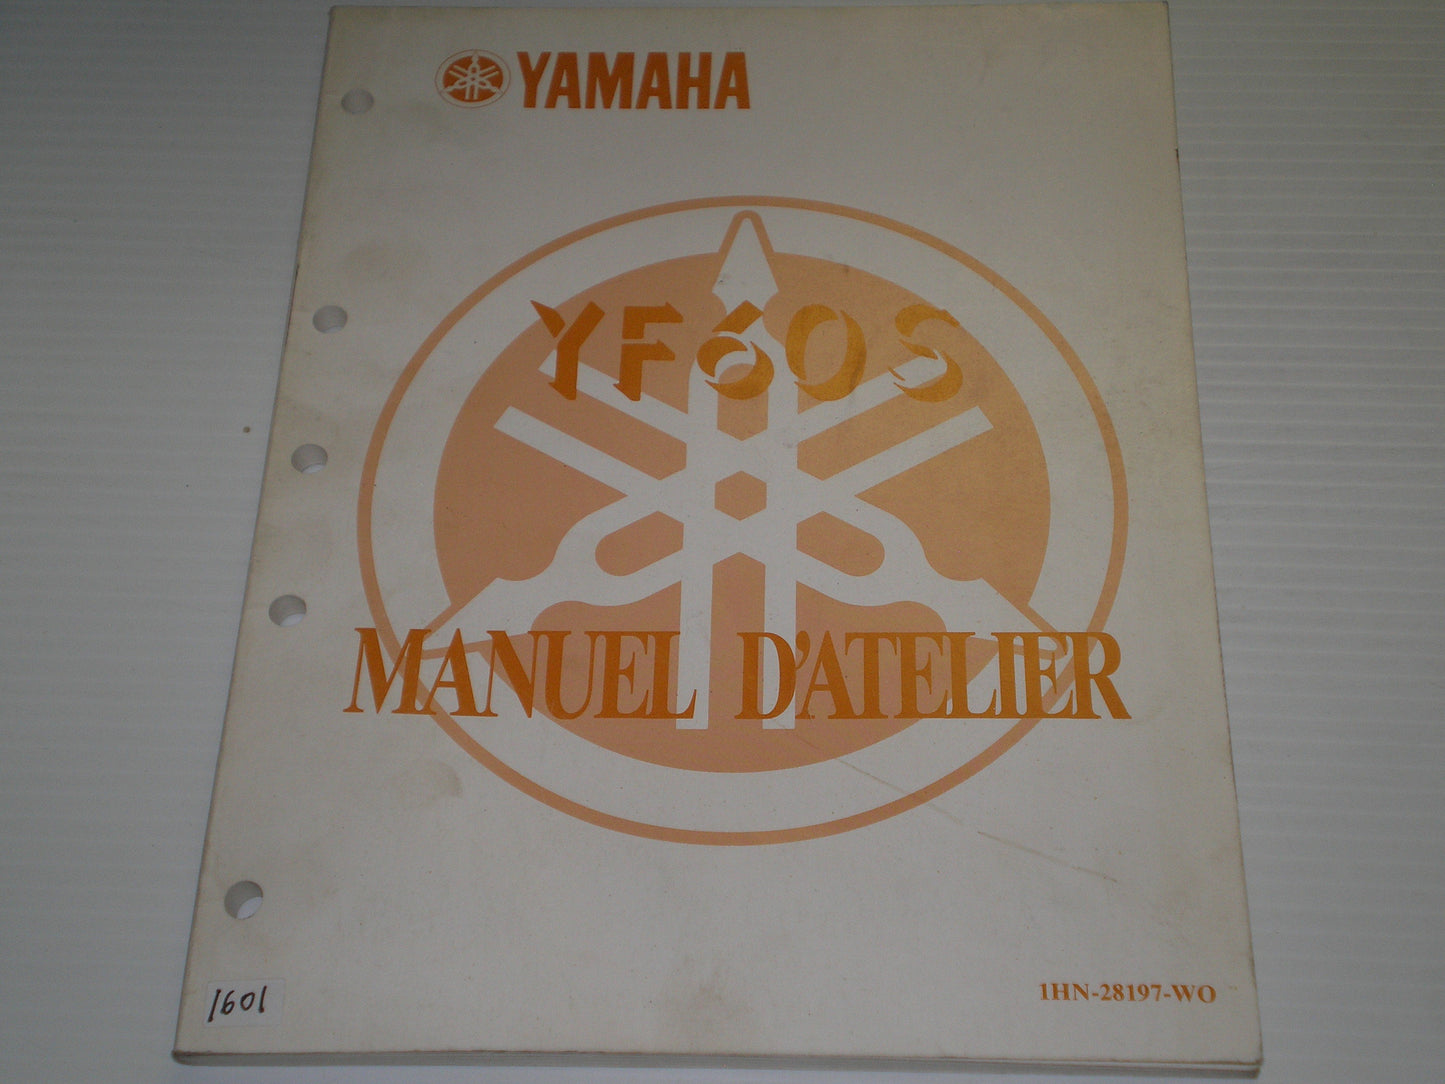 YAMAHA
YF60S
MANUEL D'ATELIER
1HN-28197-WO
1601